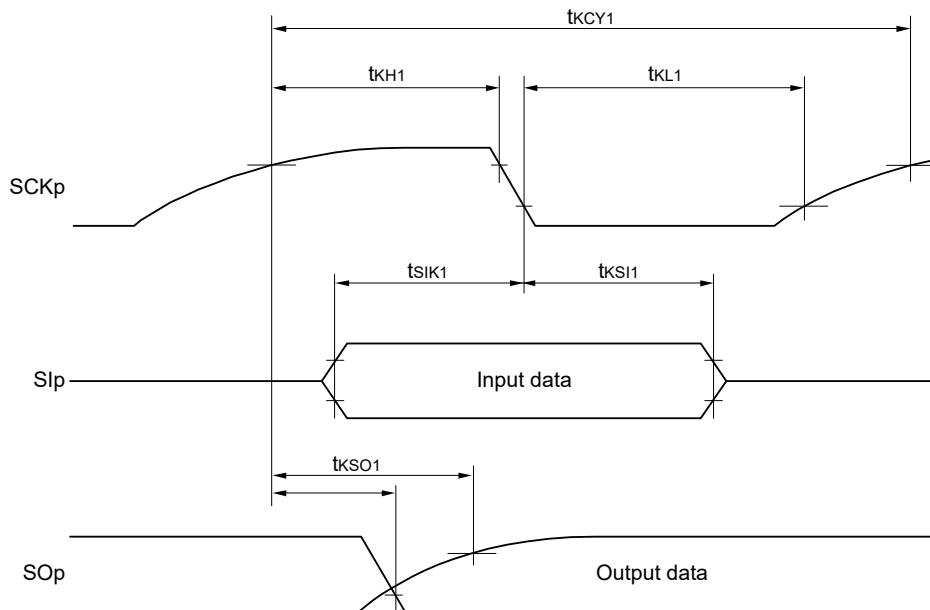 tKCY1
tKH1
tKL1
SCKp
tSIK1
tKSI1
SIp
Input data
tKSO1
SOp
Output data